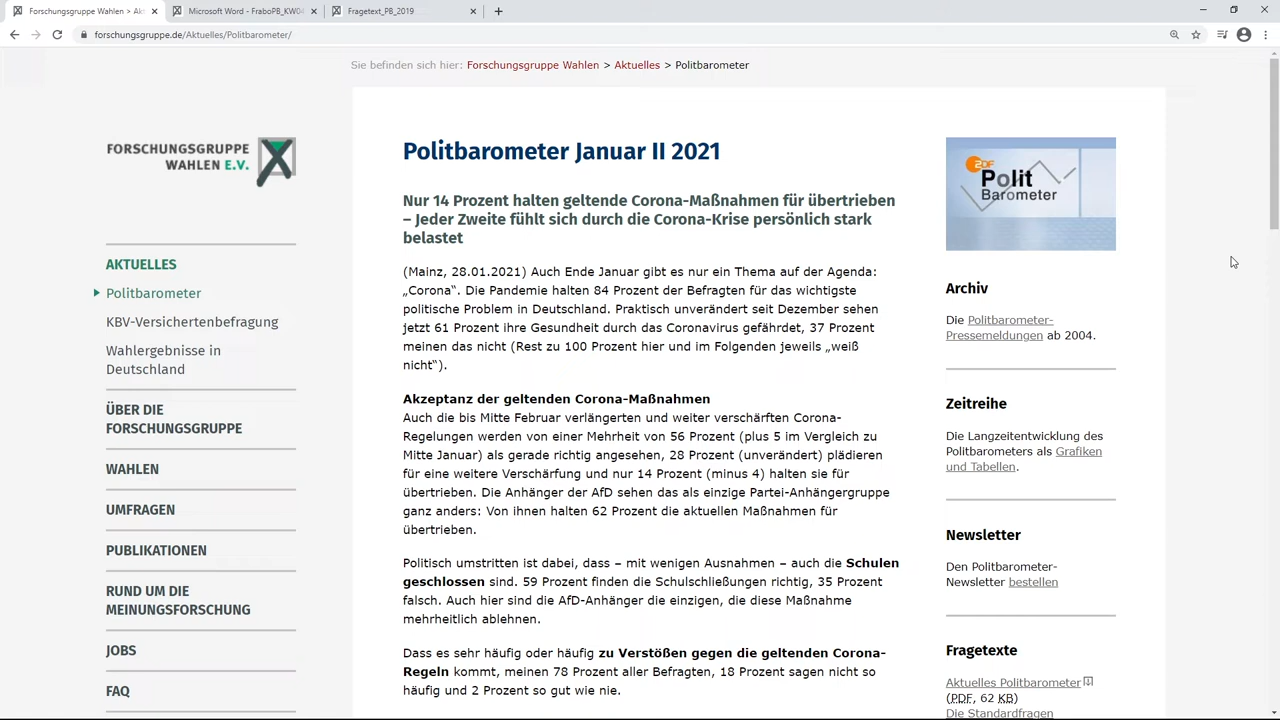 Forschungsgruppe Wahlen > Akt
Microsoft Word - FraboPB_KW04
Fragetext_PB_2019
forschungsgruppe.de/Aktuelles/Politbarometer/
Sie befinden sich hier: Forschungsgruppe Wahlen > Aktuelles > Politbarometer
FORSCHUNGSGRUPPE
WAHLEN E.V.
AKTUELLES
Politbarometer
KBV-Versichertenbefragung
Wahlergebnisse in
Deutschland
ÜBER DIE
FORSCHUNGSGRUPPE
WAHLEN
UMFRAGEN
PUBLIKATIONEN
RUND UM DIE
MEINUNGSFORSCHUNG
JOBS
FAQ
Politbarometer Januar II 2021
Nur 14 Prozent halten geltende Corona-Maßnahmen für übertrieben
– Jeder Zweite fühlt sich durch die Corona-Krise persönlich stark
belastet
(Mainz, 28.01.2021) Auch Ende Januar gibt es nur ein Thema auf der Agenda:
„Corona“. Die Pandemie halten 84 Prozent der Befragten für das wichtigste
politische Problem in Deutschland. Praktisch unverändert seit Dezember sehen
jetzt 61 Prozent ihre Gesundheit durch das Coronavirus gefährdet, 37 Prozent
meinen das nicht (Rest zu 100 Prozent hier und im Folgenden jeweils „weiß
nicht“).
Akzeptanz der geltenden Corona-Maßnahmen
Auch die bis Mitte Februar verlängerten und weiter verschärften Corona-
Regelungen werden von einer Mehrheit von 56 Prozent (plus 5 im Vergleich zu
Mitte Januar) als gerade richtig angesehen, 28 Prozent (unverändert) plädieren
für eine weitere Verschärfung und nur 14 Prozent (minus 4) halten sie für
übertrieben. Die Anhänger der AfD sehen das als einzige Partei-Anhängergruppe
ganz anders: Von ihnen halten 62 Prozent die aktuellen Maßnahmen für
übertrieben.
Politisch umstritten ist dabei, dass – mit wenigen Ausnahmen – auch die Schulen
geschlossen sind. 59 Prozent finden die Schulschließungen richtig, 35 Prozent
falsch. Auch hier sind die AfD-Anhänger die einzigen, die diese Maßnahme
mehrheitlich ablehnen.
Dass es sehr häufig oder häufig zu Verstößen gegen die geltenden Corona-
Regeln kommt, meinen 78 Prozent aller Befragten, 18 Prozent sagen nicht so
häufig und 2 Prozent so gut wie nie.
ZDF
Polit
Barometer
Archiv
Die Politbarometer-
Pressemeldungen ab 2004.
Zeitreihe
Die Langzeitentwicklung des
Politbarometers als Grafiken
und Tabellen.
Newsletter
Den Politbarometer-
Newsletter bestellen
Fragetexte
Aktuelles Politbarometer
(PDF, 62 KB)
Die Standardfragen